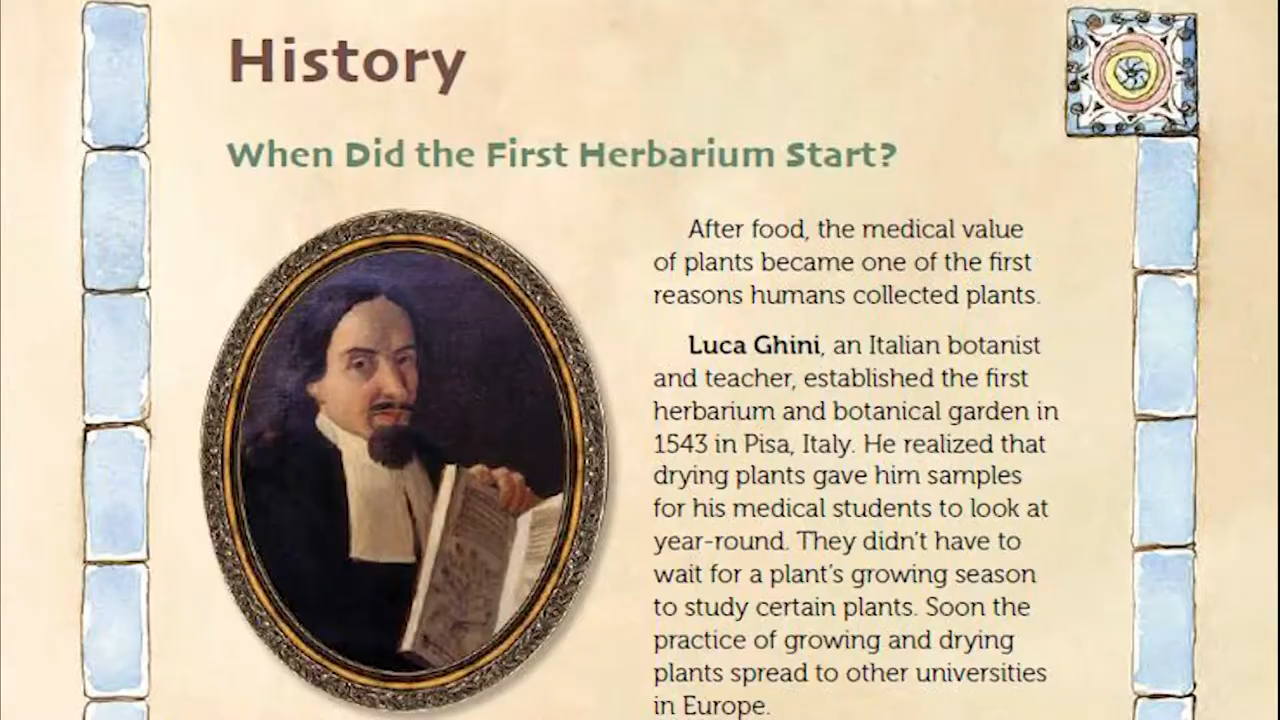 History
When Did the First Herbarium Start?
After food, the medical value
of plants became one of the first
reasons humans collected plants.
Luca Ghini, an Italian botanist
and teacher, established the first
herbarium and botanical garden in
1543 in Pisa, Italy. He realized that
drying plants gave him samples
for his medical students to look at
year-round. They didn’t have to
wait for a plant’s growing season
to study certain plants. Soon the
practice of growing and drying
plants spread to other universities
in Europe.